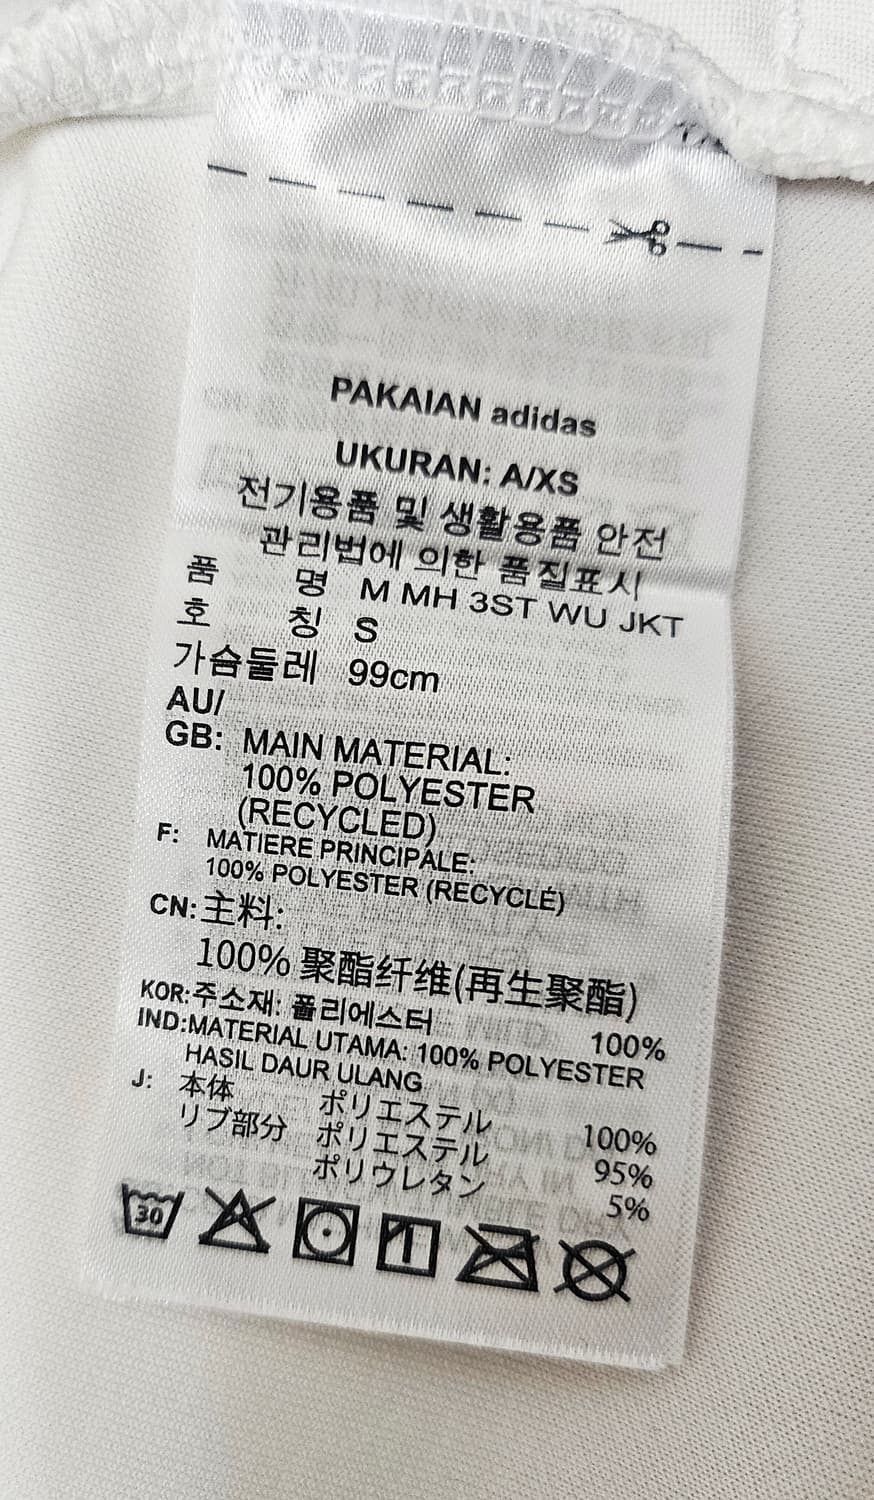 PAKAIAN adidas
UKURAN: A/XS
전기용품 및 생활용품 안전
관리법에 의한 품질표시
품 명 M MH 3ST WU JKT
호 칭 S
가슴둘레 99cm
AU/
GB: MAIN MATERIAL:
100% POLYESTER
(RECYCLED)
F: MATIERE PRINCIPALE:
100% POLYESTER (RECYCLÉ)
CN: 主料:
100% 聚酯纤维(再生聚酯)
KOR:주소재: 폴리에스터 100%
IND:MATERIAL UTAMA: 100% POLYESTER
HASIL DAUR ULANG
J: 本体 ポリエステル 100%
リブ部分 ポリエステル 95%
ポリウレタン 5%
30